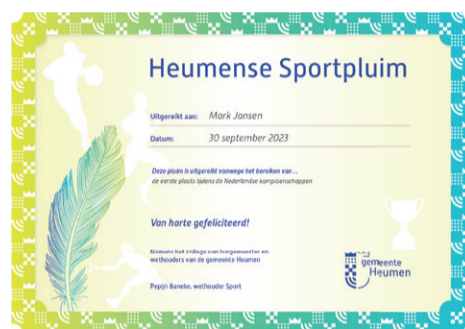 Heumense Sportpluim
Uitgereikt aan: Mark Jansen
Datum: 30 september 2023
Deze pluim is uitgereikt vanwege het bereiken van ...
de eerste plaats tijdens de Nederlandse kampioenschappen
Van harte gefeliciteerd!
Namens het college van burgemeester en
wethouders van de gemeente Heumen
Pepijn Baneke, wethouder Sport
gemeente
Heumen